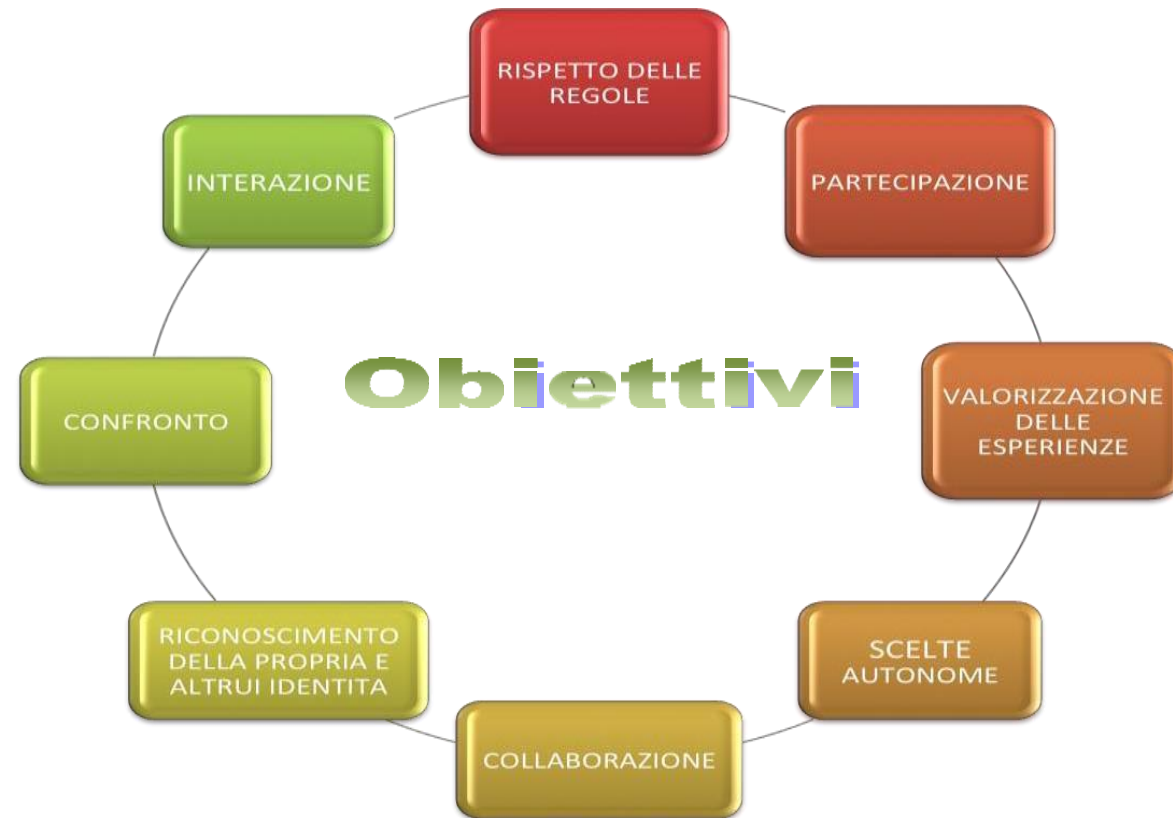 RISPETTO DELLE
REGOLE
PARTECIPAZIONE
VALORIZZAZIONE
DELLE
ESPERIENZE
SCELTE
AUTONOME
COLLABORAZIONE
RICONOSCIMENTO
DELLA PROPRIA E
ALTRUI IDENTITA
CONFRONTO
INTERAZIONE
Obiettivi